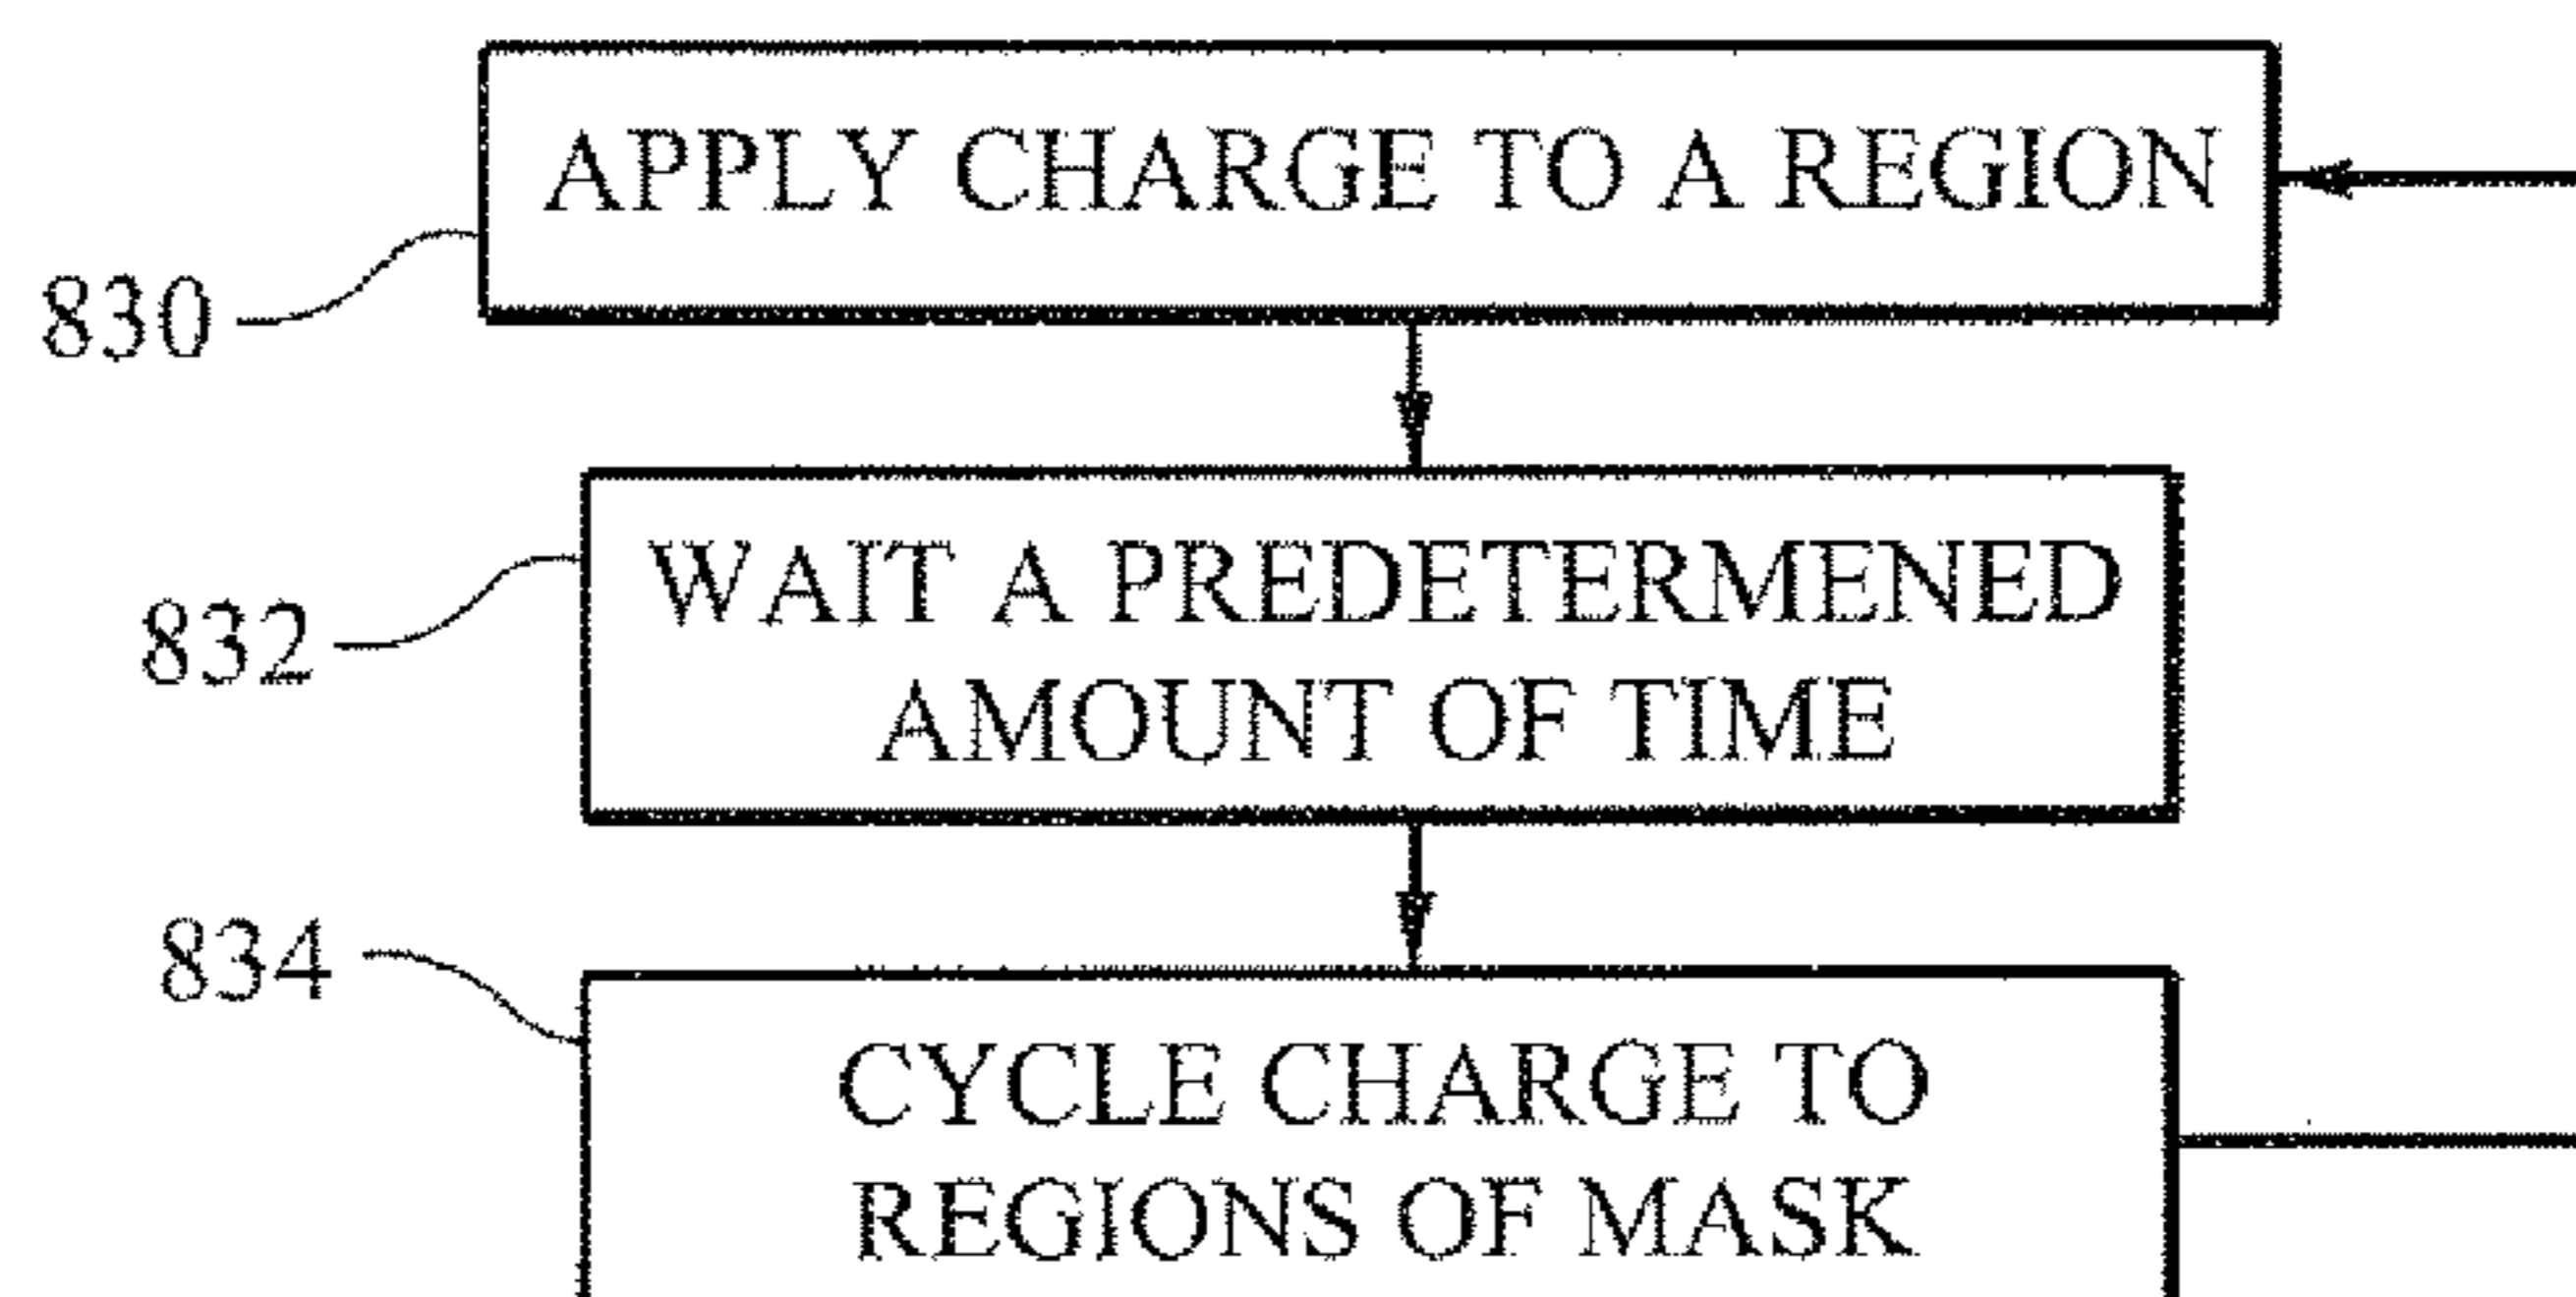 APPLY CHARGE TO A REGION
830
WAIT A PREDETERMENED
832
AMOUNT OF TIME
834
CYCLE CHARGE TO
REGIONS OF MASK